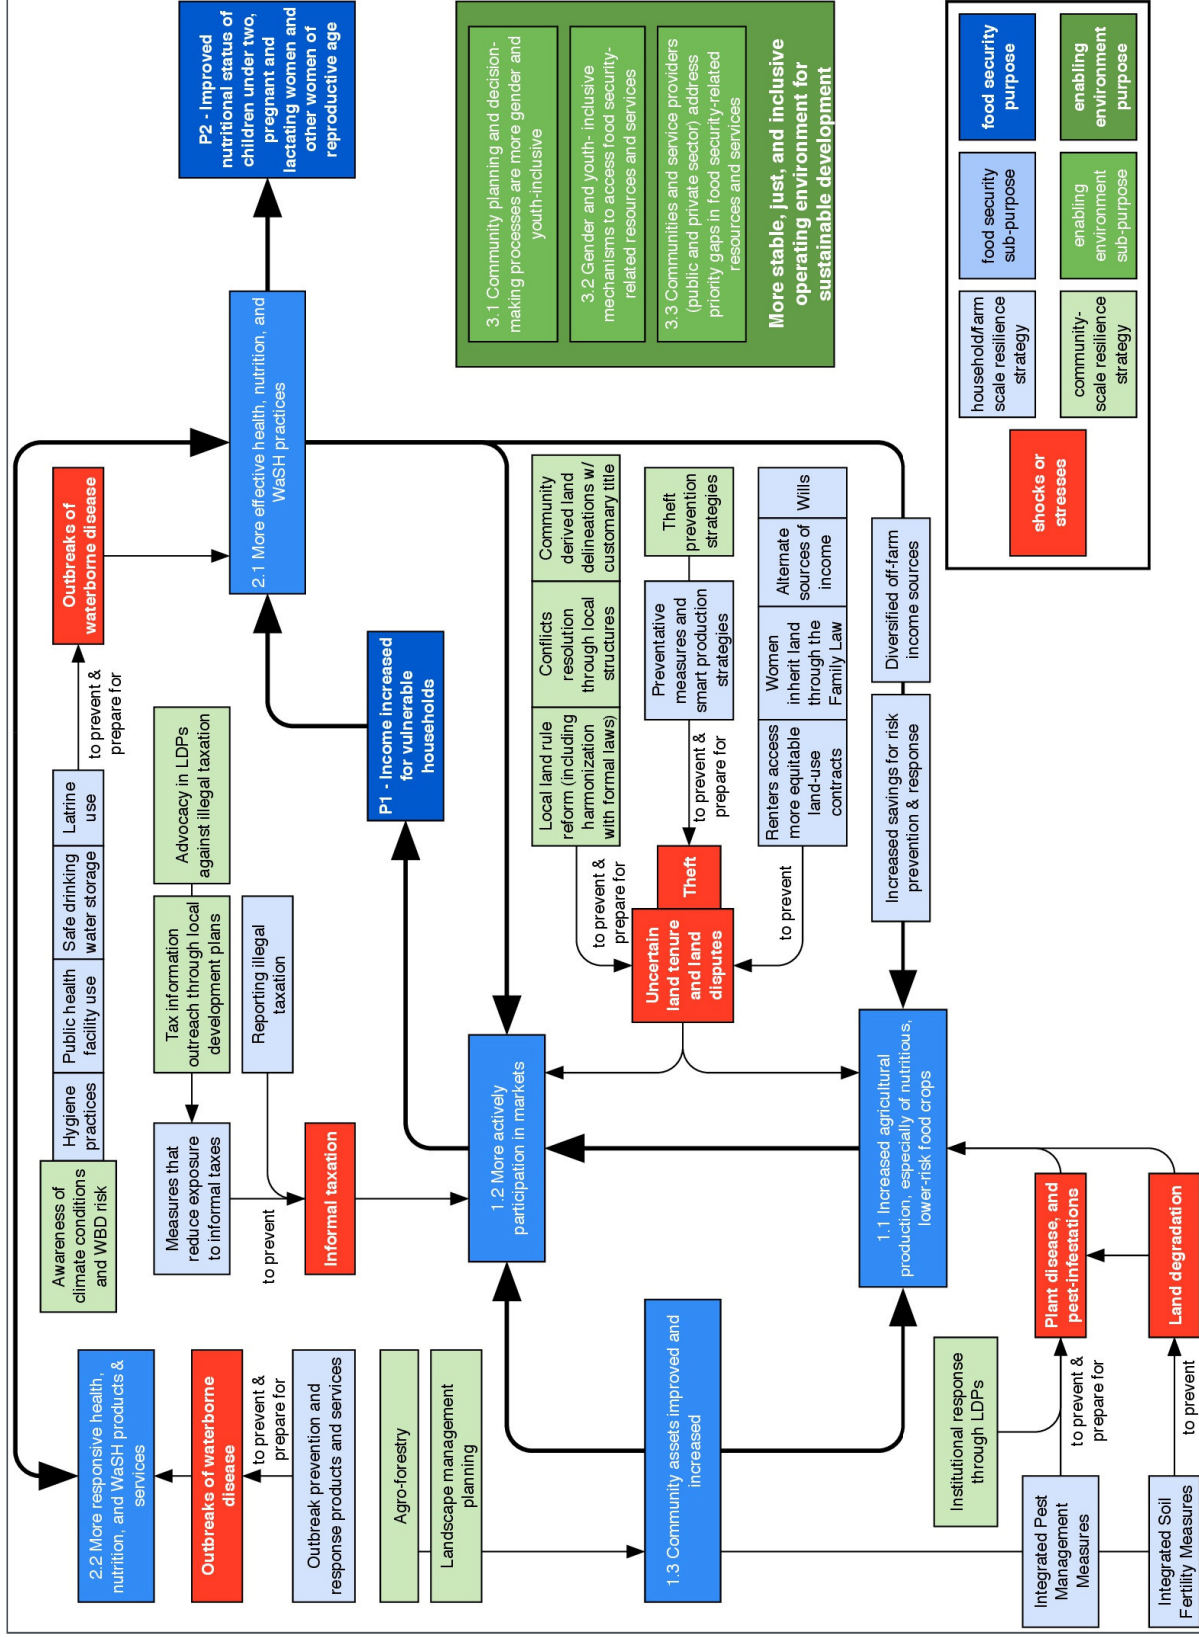 2.2 More responsive health,
nutrition, and WaSH products &
services
Outbreaks of waterborne
disease
to prevent &
prepare for
Outbreak prevention and
response products and services
Agro-forestry
Landscape management
planning
1.3 Community assets improved and
increased
Institutional response
through LDPs
Integrated Pest
Management
Measures
to prevent &
prepare for
Integrated Soil
Fertility Measures
to prevent
Awareness of
climate conditions
and WBD risk
Hygiene
practices
Public health
facility use
Safe drinking
water storage
Latrine
use
to prevent &
prepare for
Outbreaks of
waterborne disease
Measures that
reduce exposure
to informal taxes
Tax information
outreach through local
development plans
Advocacy in LDPs
against illegal taxation
Reporting illegal
taxation
to prevent
Informal taxation
1.2 More actively
participation in markets
1.1 Increased agricultural
production, especially of nutritious,
lower-risk food crops
Plant disease, and
pest-infestations
Land degradation
P1 - Income increased
for vulnerable
households
Uncertain
land tenure
and land
disputes
Theft
to prevent &
prepare for
Local land rule
reform (including
harmonization
with formal laws)
Conflicts
resolution
through local
structures
Community
derived land
delineations w/
customary title
to prevent &
prepare for
Preventative
measures and
smart production
strategies
Theft
prevention
strategies
to prevent
Renters access
more equitable
land-use
contracts
Women
inherit land
through the
Family Law
Alternate
sources of
income
Wills
Increased savings for risk
prevention & response
Diversified off-farm
income sources
2.1 More effective health, nutrition, and
WaSH practices
P2 - Improved
nutritional status of
children under two,
pregnant and
lactating women and
other women of
reproductive age
3.1 Community planning and decision-
making processes are more gender and
youth-inclusive
3.2 Gender and youth- inclusive
mechanisms to access food security-
related resources and services
3.3 Communities and service providers
(public and private sector) address
priority gaps in food security-related
resources and services
More stable, just, and inclusive
operating environment for
sustainable development
shocks or
stresses
household/farm
scale resilience
strategy
food security
sub-purpose
food security
purpose
community-
scale resilience
strategy
enabling
environment
sub-purpose
enabling
environment
purpose